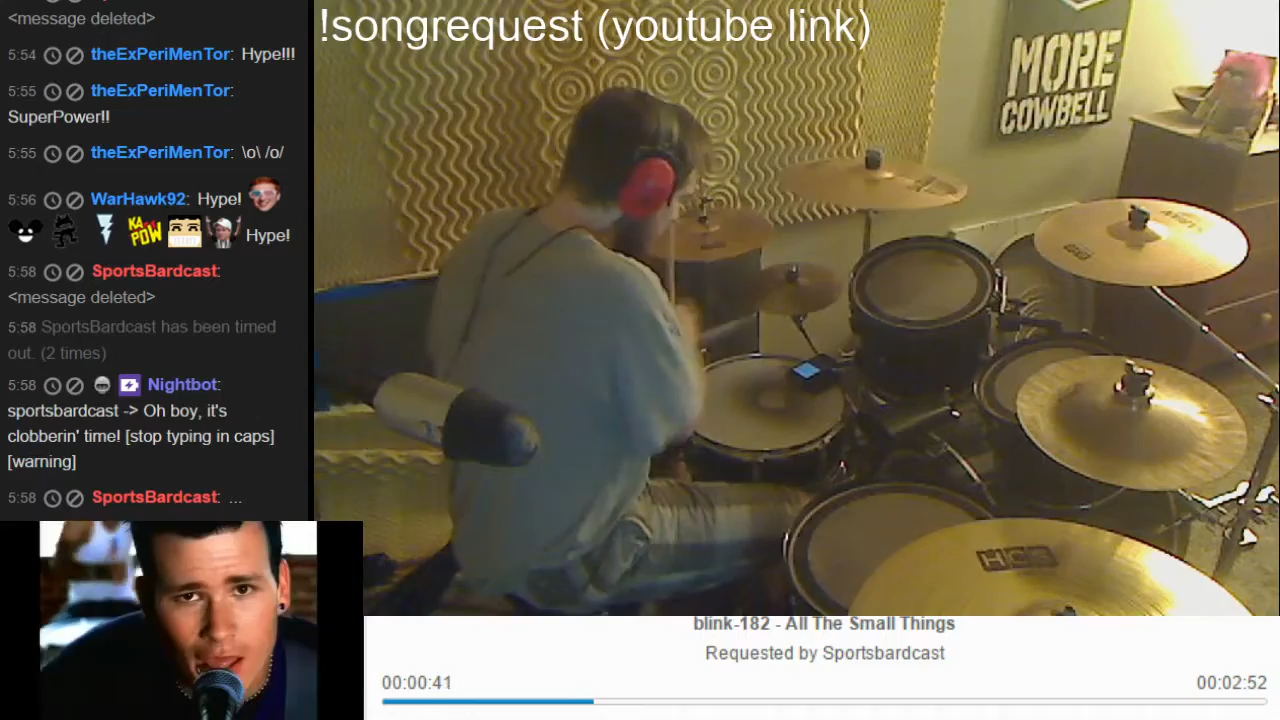 <message deleted>
5:54 theExPeriMenTor: Hype!!!
5:55 theExPeriMenTor:
SuperPower!!
5:55 theExPeriMenTor: \o\ /o/
5:56 WarHawk92: Hype!
KA POW Hype!
5:58 SportsBardcast:
<message deleted>
5:58 SportsBardcast has been timed
out. (2 times)
5:58 Nightbot:
sportsbardcast -> Oh boy, it's
clobberin' time! [stop typing in caps]
[warning]
5:58 SportsBardcast: ...
!songrequest (youtube link)
MORE
COWBELL
HCS
blink-182 - All The Small Things
Requested by Sportsbardcast
00:00:41
00:02:52